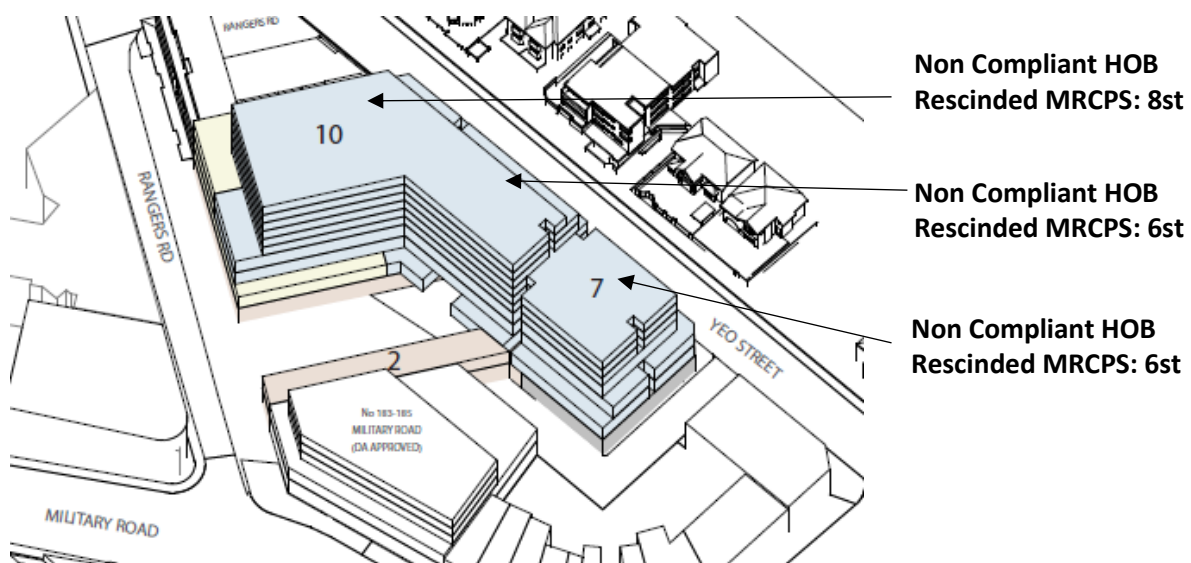 RANGERS RD
Non Compliant HOB
Rescinded MRCPS: 8st
10
RANGERS RD
Non Compliant HOB
Rescinded MRCPS: 6st
7
Non Compliant HOB
Rescinded MRCPS: 6st
YEO STREET
2
No 183-185
MILITARY ROAD
(DA APPROVED)
MILITARY ROAD